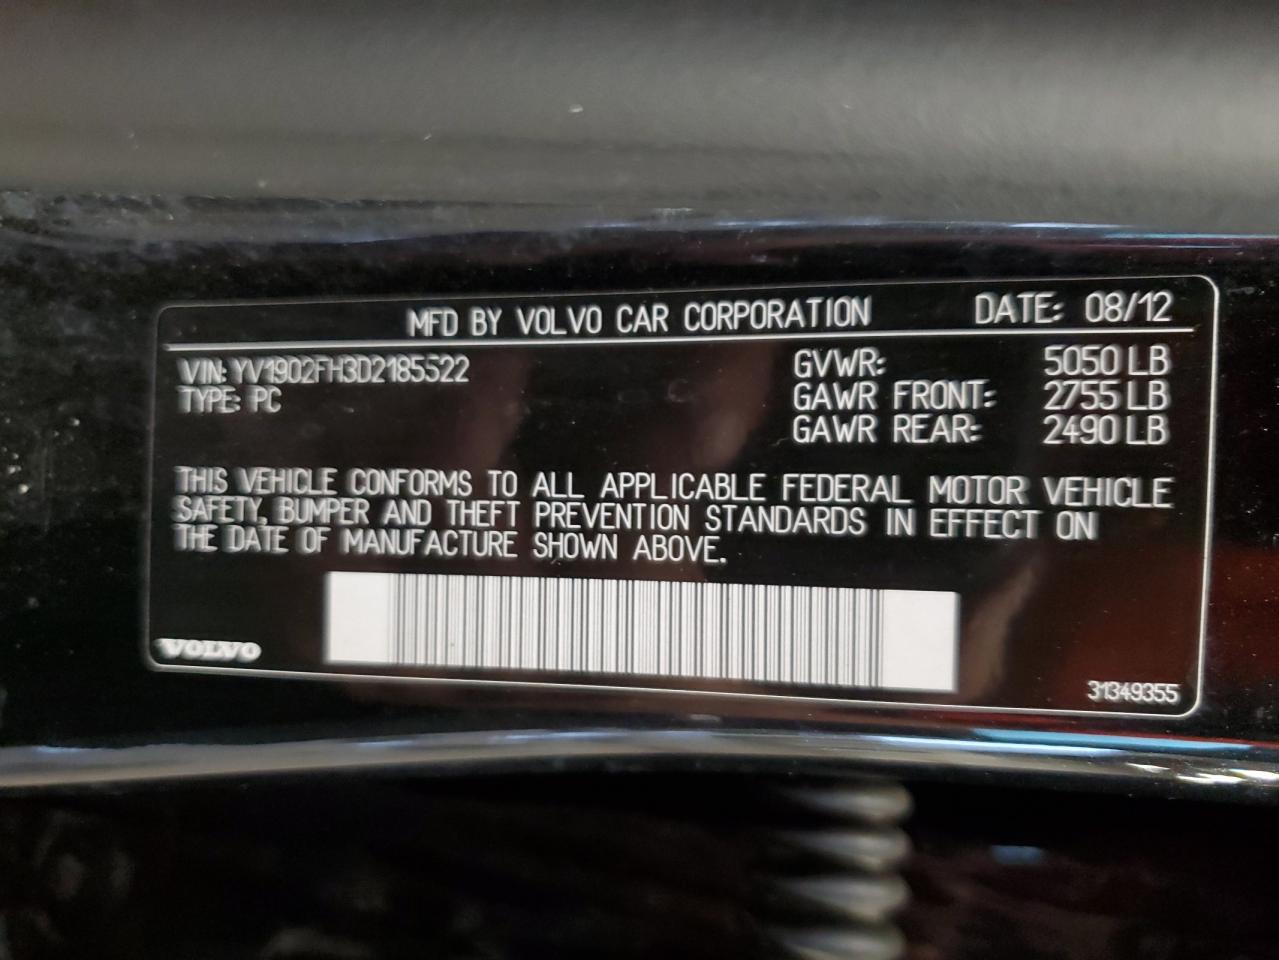 MFD BY VOLVO CAR CORPORATION DATE: 08/12
VIN: YV1902FH3D2185522 GVWR: 5050 LB
TYPE: PC GAWR FRONT: 2755 LB
GAWR REAR: 2490 LB
THIS VEHICLE CONFORMS TO ALL APPLICABLE FEDERAL MOTOR VEHICLE
SAFETY, BUMPER AND THEFT PREVENTION STANDARDS IN EFFECT ON
THE DATE OF MANUFACTURE SHOWN ABOVE.
VOLVO
31349355